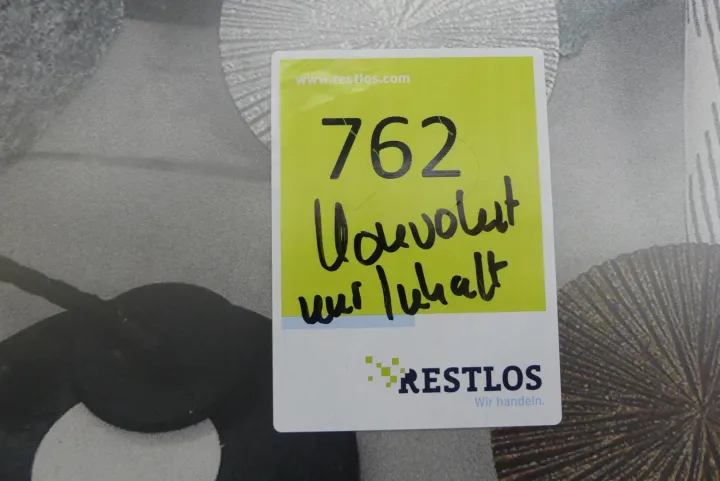 www.restlos.com
762
Konvolut
nur Inhalt
RESTLOS
Wir handeln.